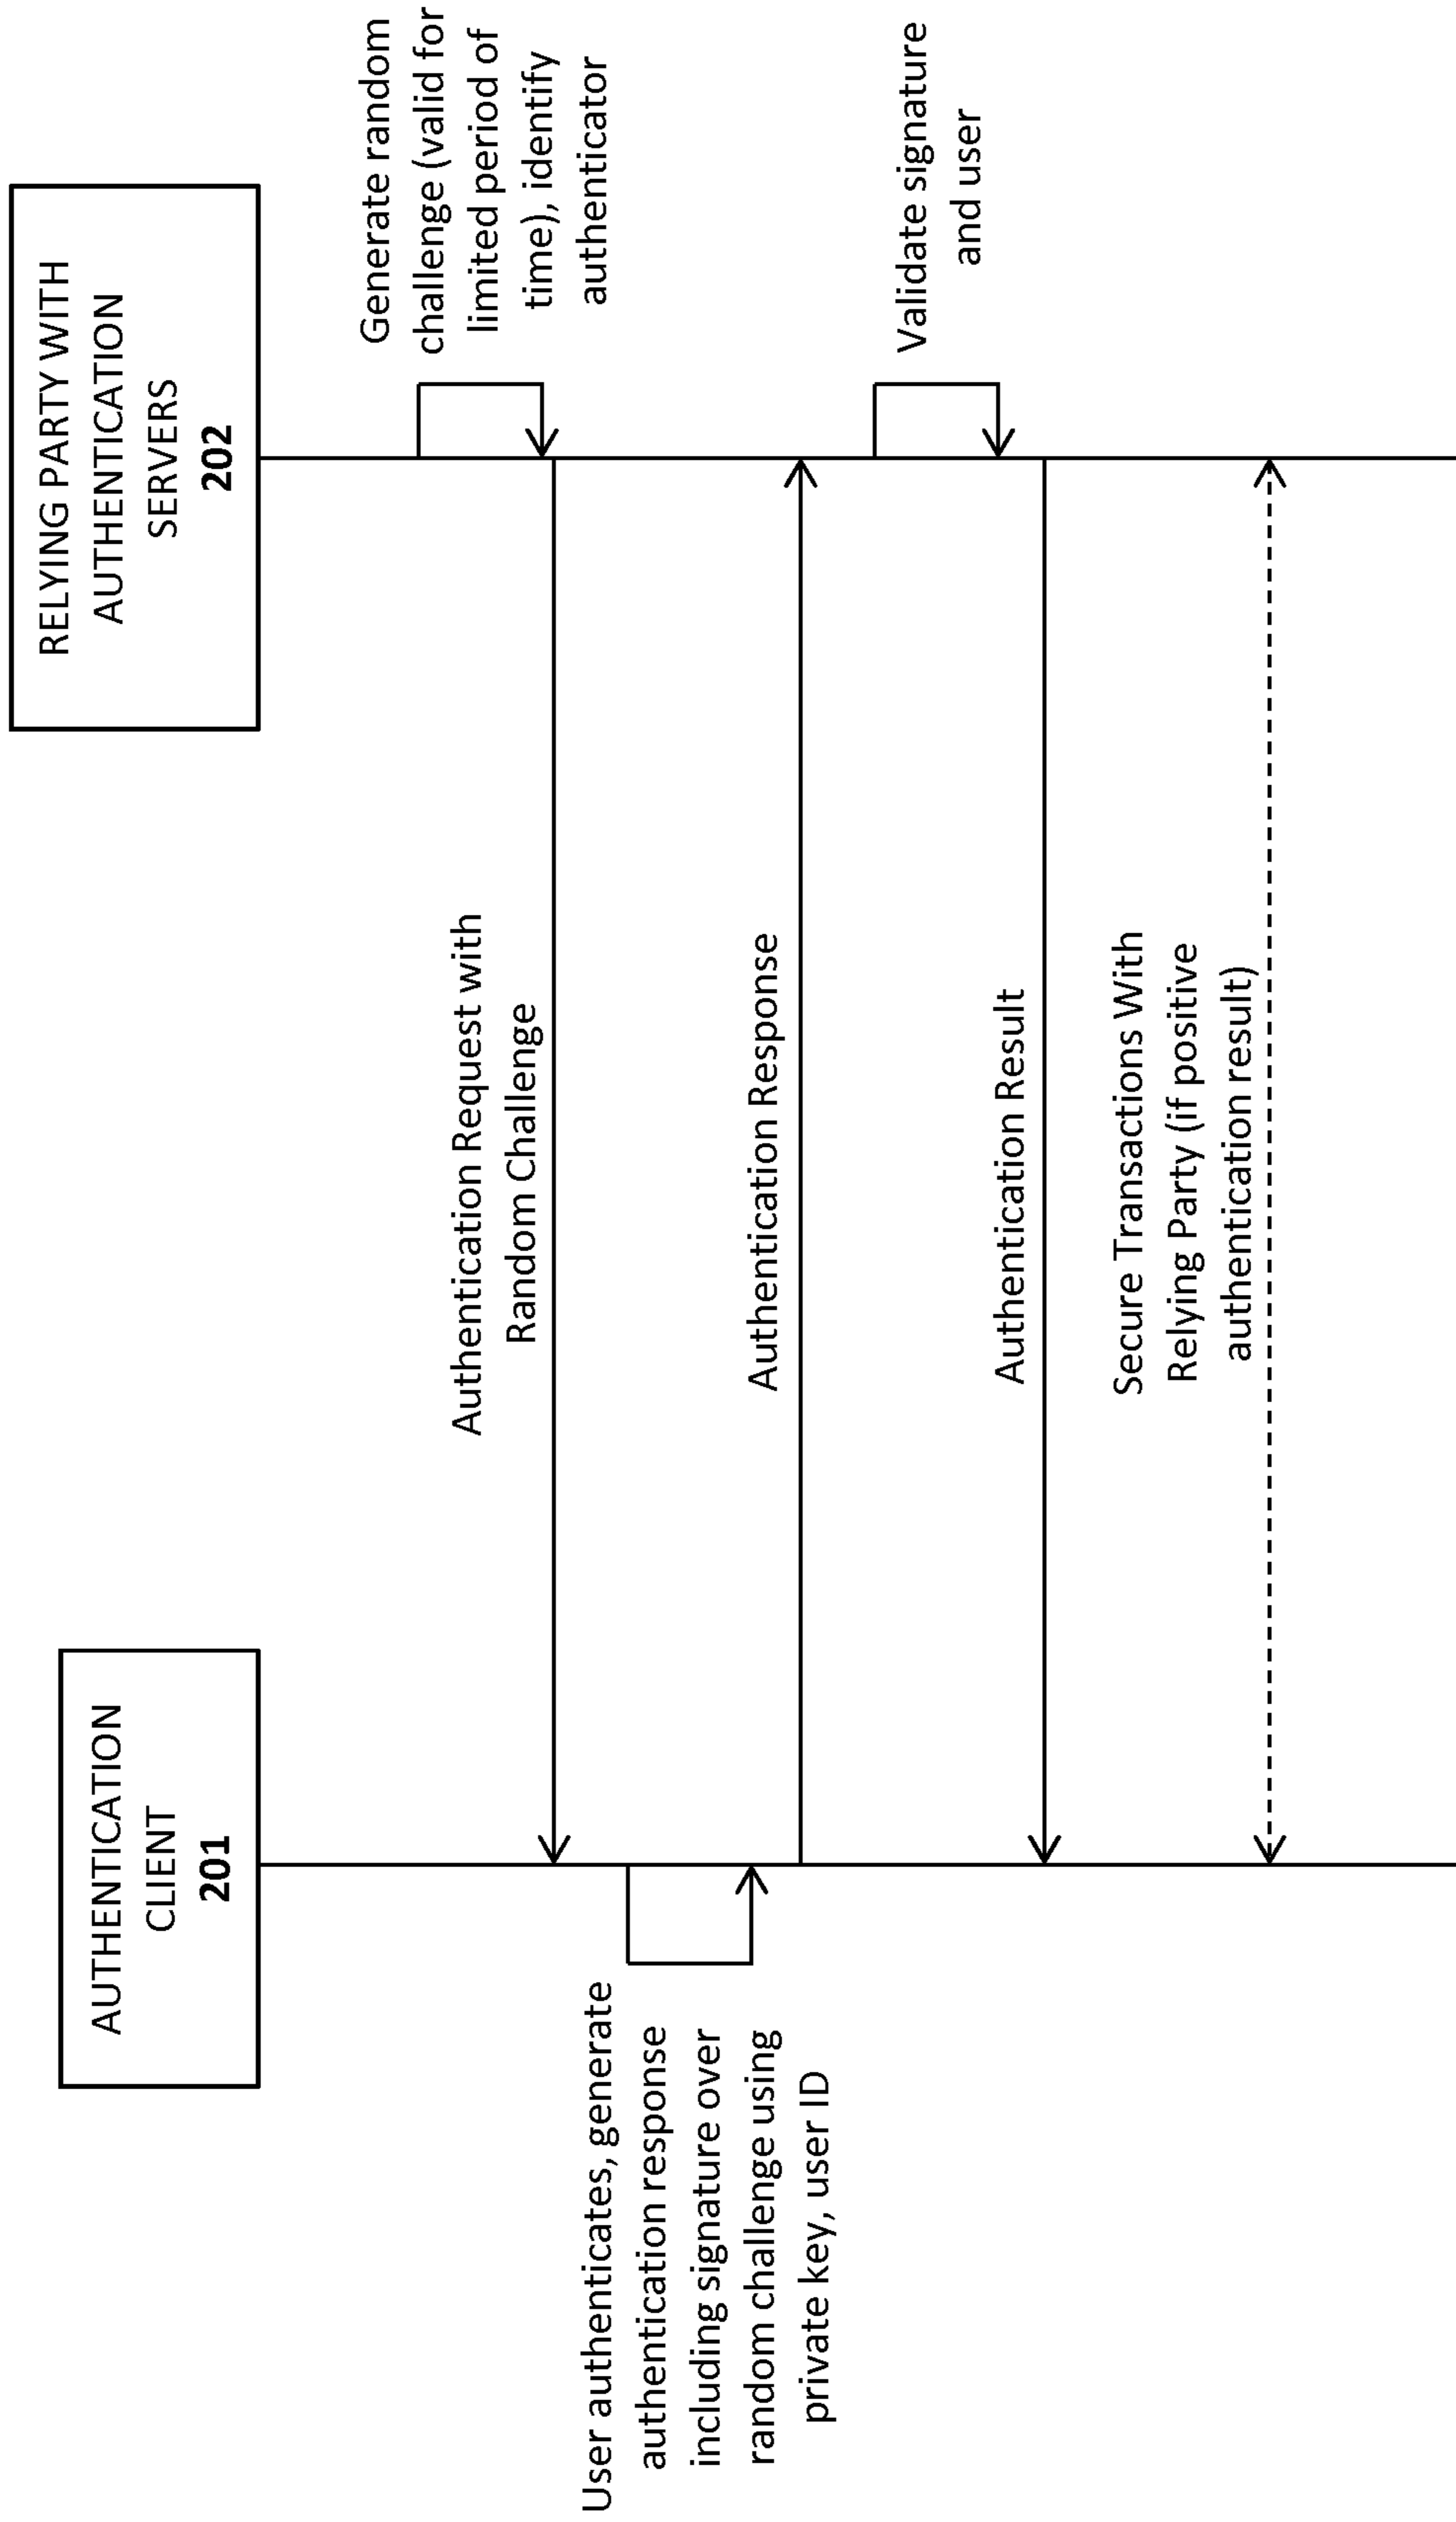 AUTHENTICATION
CLIENT
201
RELYING PARTY WITH
AUTHENTICATION
SERVERS
202
Generate random
challenge (valid for
limited period of
time), identify
authenticator
Authentication Request with
Random Challenge
User authenticates, generate
authentication response
including signature over
random challenge using
private key, user ID
Authentication Response
Validate signature
and user
Authentication Result
Secure Transactions With
Relying Party (if positive
authentication result)